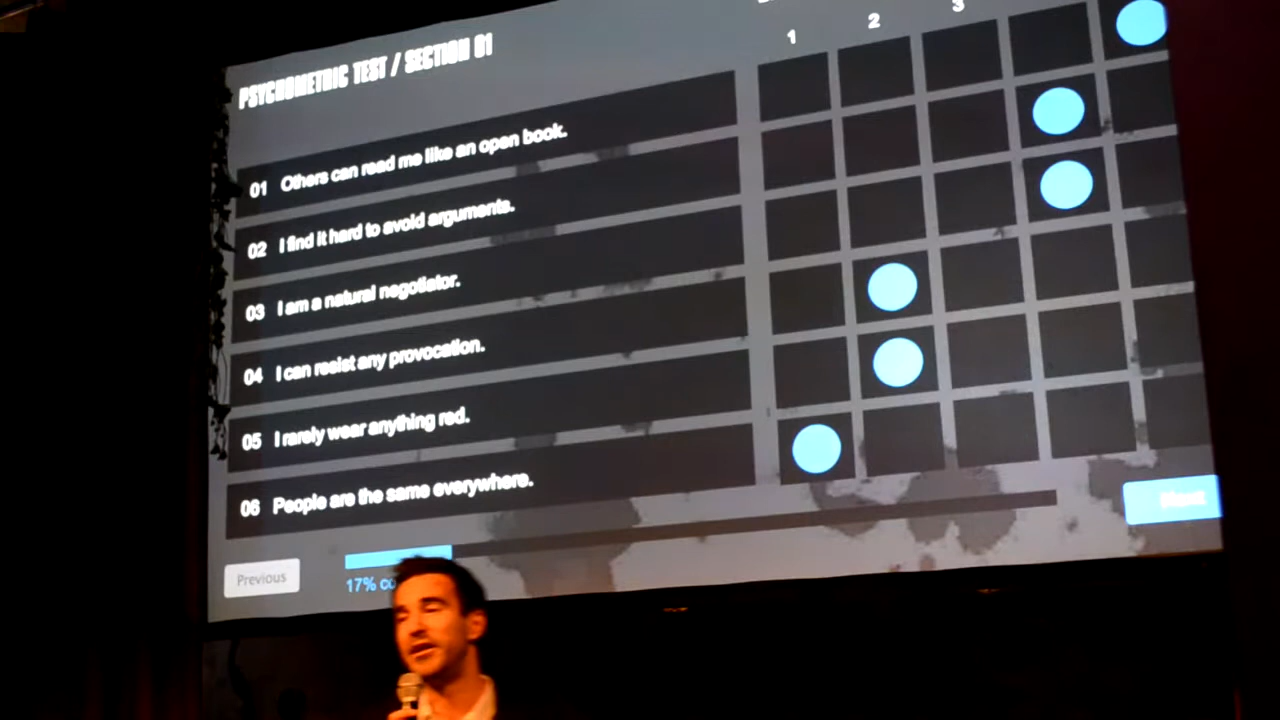 PSYCHOMETRIC TEST / SECTION 01
1 2 3
01 Others can read me like an open book.
02 I find it hard to avoid arguments.
03 I am a natural negotiator.
04 I can resist any provocation.
05 I rarely wear anything red.
06 People are the same everywhere.
Previous
17%
Next